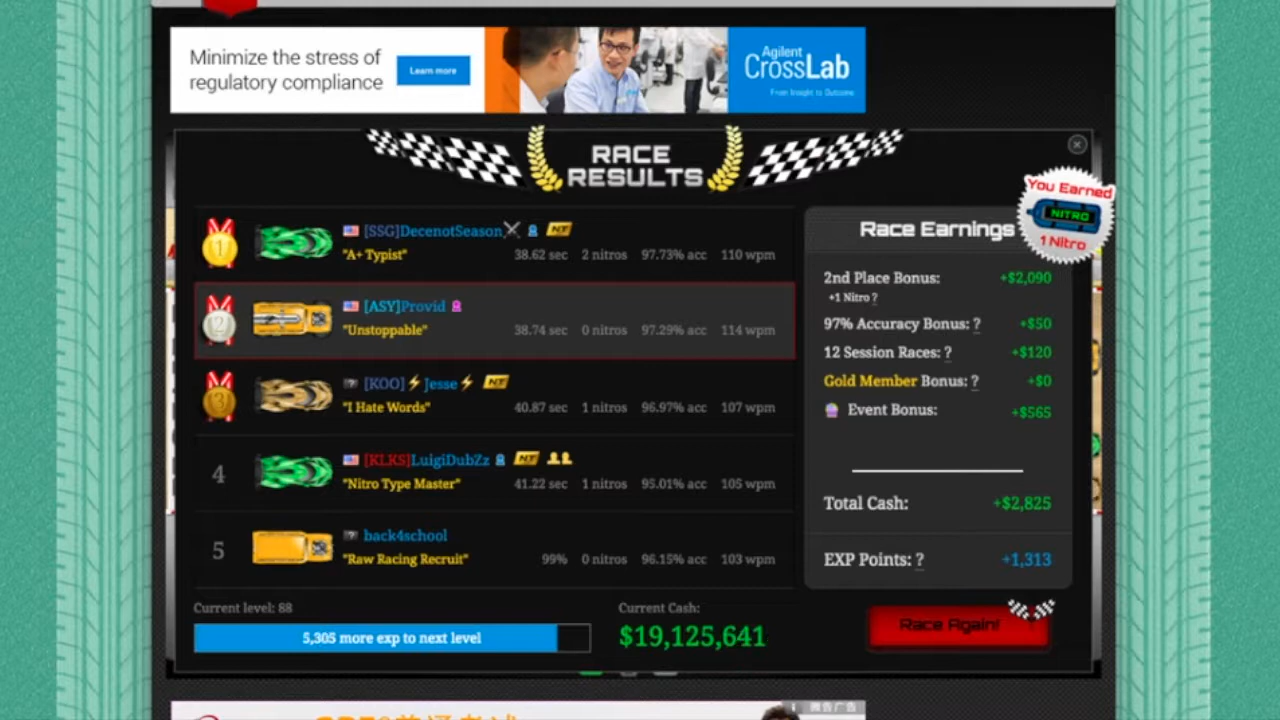 Minimize the stress of
regulatory compliance
Learn more
Agilent
CrossLab
From Insight to Outcome
RACE
RESULTS
You Earned
NITRO
1 Nitro
1
[SSG]DecenotSeason
NT
"A+ Typist"
38.62 sec 2 nitros 97.73% acc 110 wpm
2
[ASY]Provid
"Unstoppable"
38.74 sec 0 nitros 97.29% acc 114 wpm
3
[KOO]⚡Jesse⚡ NT
"I Hate Words"
40.87 sec 1 nitros 96.97% acc 107 wpm
4
[KLKS]LuigiDubZz NT
"Nitro Type Master"
41.22 sec 1 nitros 95.01% acc 105 wpm
5
back4school
"Raw Racing Recruit"
99% 0 nitros 96.15% acc 103 wpm
Race Earnings
2nd Place Bonus: +$2,090
+1 Nitro ?
97% Accuracy Bonus: ? +$50
12 Session Races: ? +$120
Gold Member Bonus: ? +$0
Event Bonus: +$565
Total Cash: +$2,825
EXP Points: ? +1,313
Current level: 88
5,305 more exp to next level
Current Cash:
$19,125,641
Race Again!